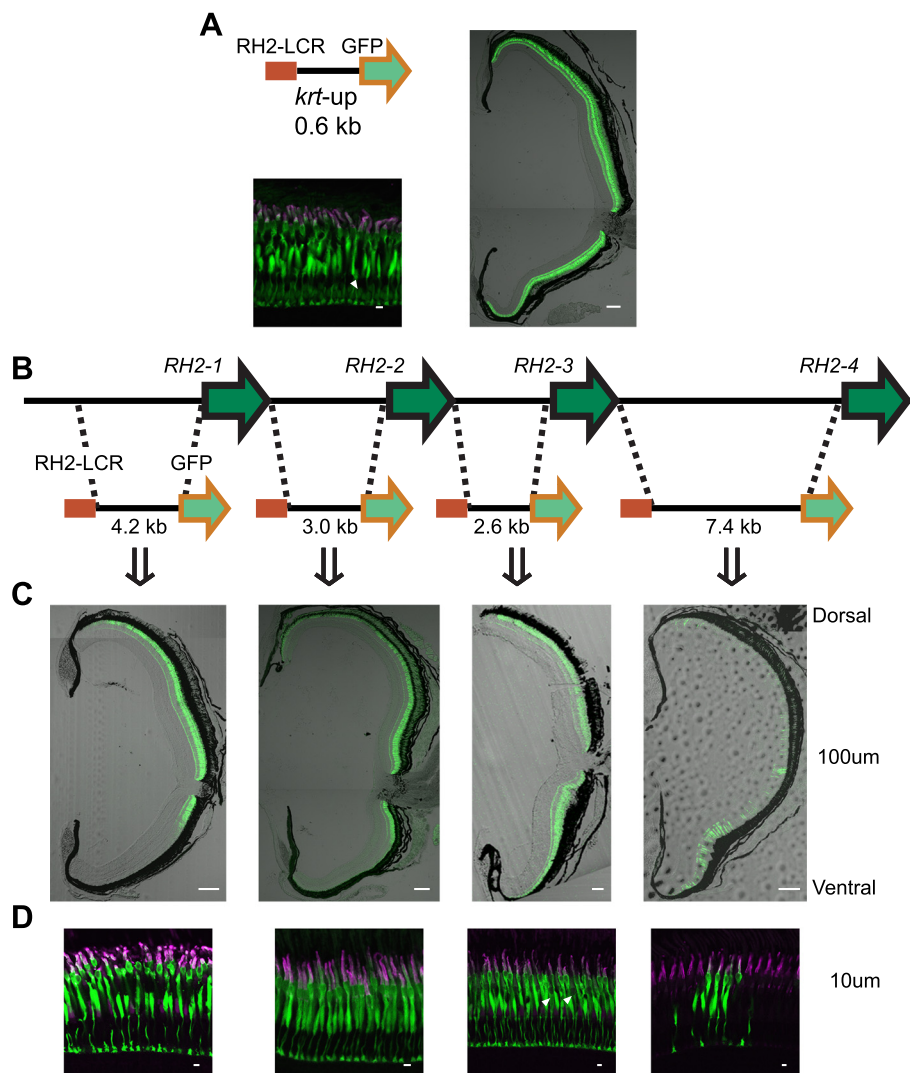 A
RH2-LCR GFP
krt-up
0.6 kb
B
RH2-1 RH2-2 RH2-3 RH2-4
RH2-LCR GFP
4.2 kb 3.0 kb 2.6 kb 7.4 kb
C
Dorsal
100um
Ventral
D
10um